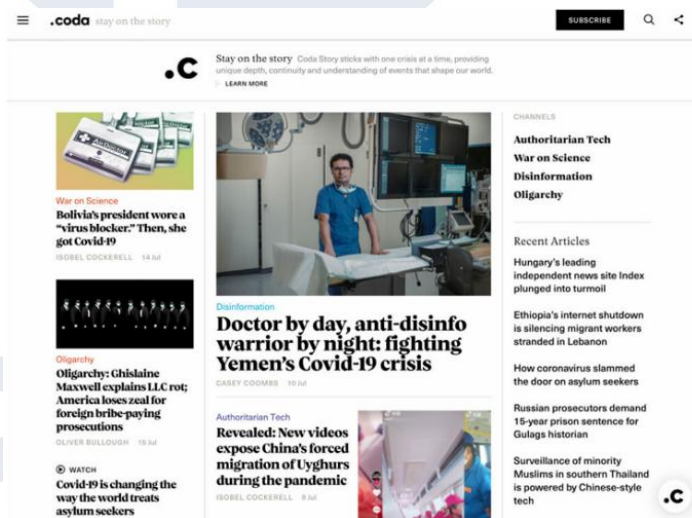 .coda stay on the story
SUBSCRIBE
.C
Stay on the story Coda Story sticks with one crisis at a time, providing
unique depth, continuity and understanding of events that shape our world.
LEARN MORE
War on Science
Bolivia's president wore a
"virus blocker." Then, she
got Covid-19
ISOBEL COCKERELL 14 Jul
Oligarchy
Oligarchy: Ghislaine
Maxwell explains LLC rot;
America loses zeal for
foreign bribe-paying
prosecutions
OLIVER BULLOUGH 15 Jul
WATCH
Covid-19 is changing the
way the world treats
asylum seekers
Disinformation
Doctor by day, anti-disinfo
warrior by night: fighting
Yemen's Covid-19 crisis
CASEY COOMBS 10 Jul
Authoritarian Tech
Revealed: New videos
expose China's forced
migration of Uyghurs
during the pandemic
ISOBEL COCKERELL 9 Jul
CHANNELS
Authoritarian Tech
War on Science
Disinformation
Oligarchy
Recent Articles
Hungary's leading
independent news site Index
plunged into turmoil
Ethiopia's internet shutdown
is silencing migrant workers
stranded in Lebanon
How coronavirus slammed
the door on asylum seekers
Russian prosecutors demand
15-year prison sentence for
Gulags historian
Surveillance of minority
Muslims in southern Thailand
is powered by Chinese-style
tech
.C